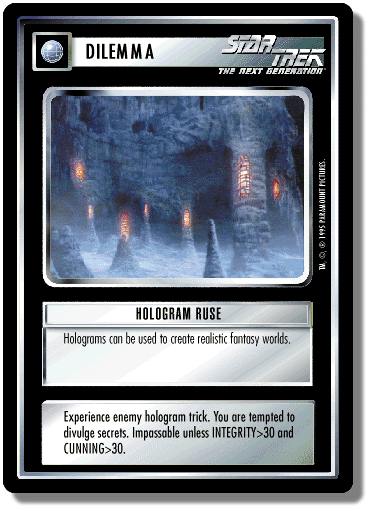 DILEMMA
STAR TREK
THE NEXT GENERATION®
TM, ©, ® 1995 PARAMOUNT PICTURES.
HOLOGRAM RUSE
Holograms can be used to create realistic fantasy worlds.
Experience enemy hologram trick. You are tempted to
divulge secrets. Impassable unless INTEGRITY>30 and
CUNNING>30.